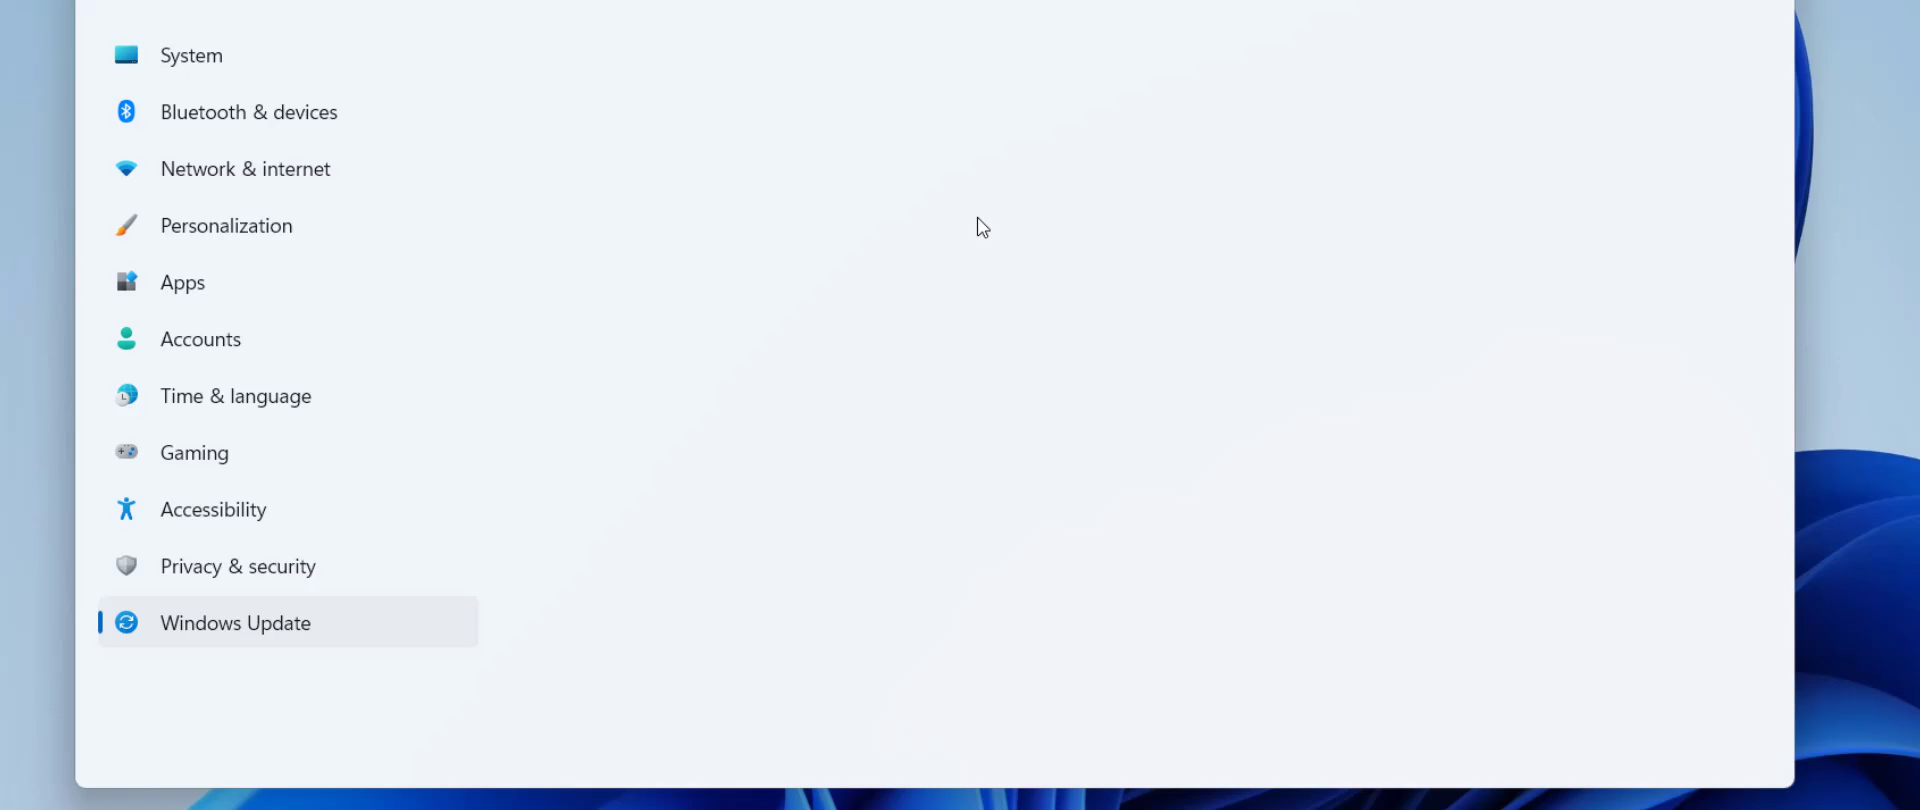 System
Bluetooth & devices
Network & internet
Personalization
Apps
Accounts
Time & language
Gaming
Accessibility
Privacy & security
Windows Update